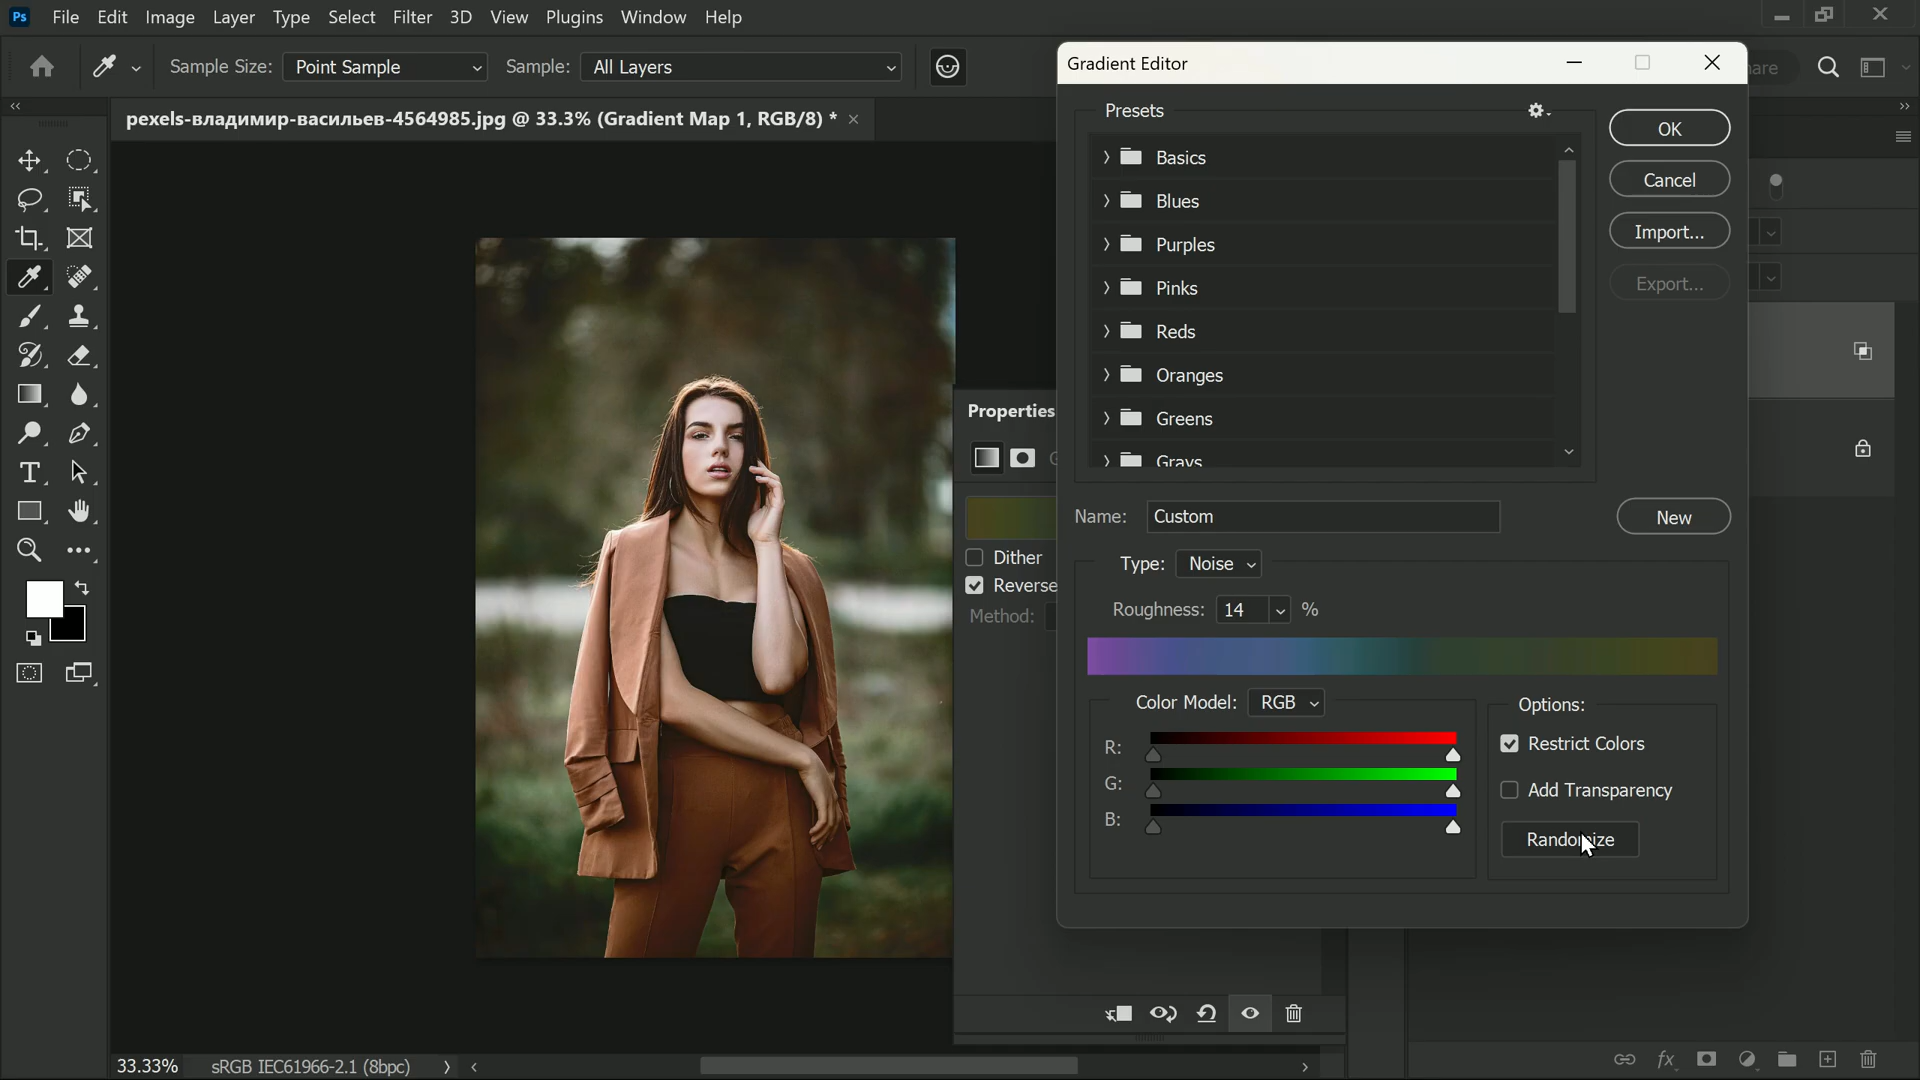 Ps File Edit Image Layer Type Select Filter 3D View Plugins Window Help
Sample Size: Point Sample Sample: All Layers
pexels-владимир-васильев-4564985.jpg @ 33.3% (Gradient Map 1, RGB/8) *
Gradient Editor
Presets
Basics
Blues
Purples
Pinks
Reds
Oranges
Greens
Grays
OK
Cancel
Import...
Export...
Name: Custom
New
Type: Noise
Roughness: 14 %
Color Model: RGB
R:
G:
B:
Options:
Restrict Colors
Add Transparency
Randomize
Properties
Dither
Reverse
Method:
T
fx
33.33% sRGB IEC61966-2.1 (8bpc)